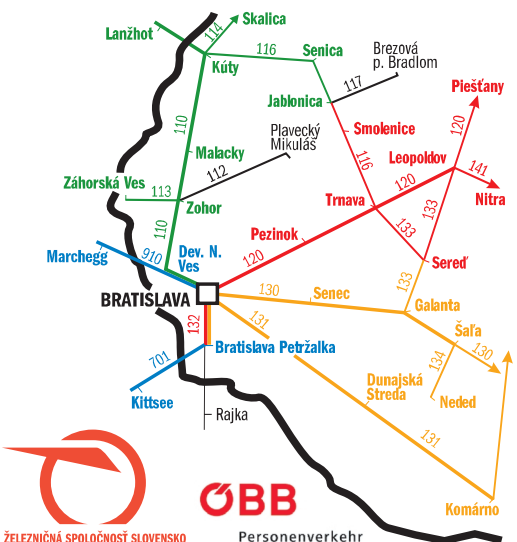 Skalica
Lanžhot
114
116
Senica
Kúty
Brezová
p. Bradlom
117
Jablonica
Piešťany
110
Smolenice
120
Plavecký
Mikuláš
Malacky
116
Leopoldov
112
141
Záhorská Ves
113
120
Nitra
Zohor
Trnava
133
110
133
Pezinok
Marchegg
910
Dev. N.
Ves
120
Sereď
BRATISLAVA
130
Senec
133
Galanta
132
131
Šaľa
130
Bratislava Petržalka
134
701
Dunajská
Streda
Neded
Kittsee
Rajka
131
Komárno
ÖBB
ŽELEZNIČNÁ SPOLOČNOSŤ SLOVENSKO
Personenverkehr